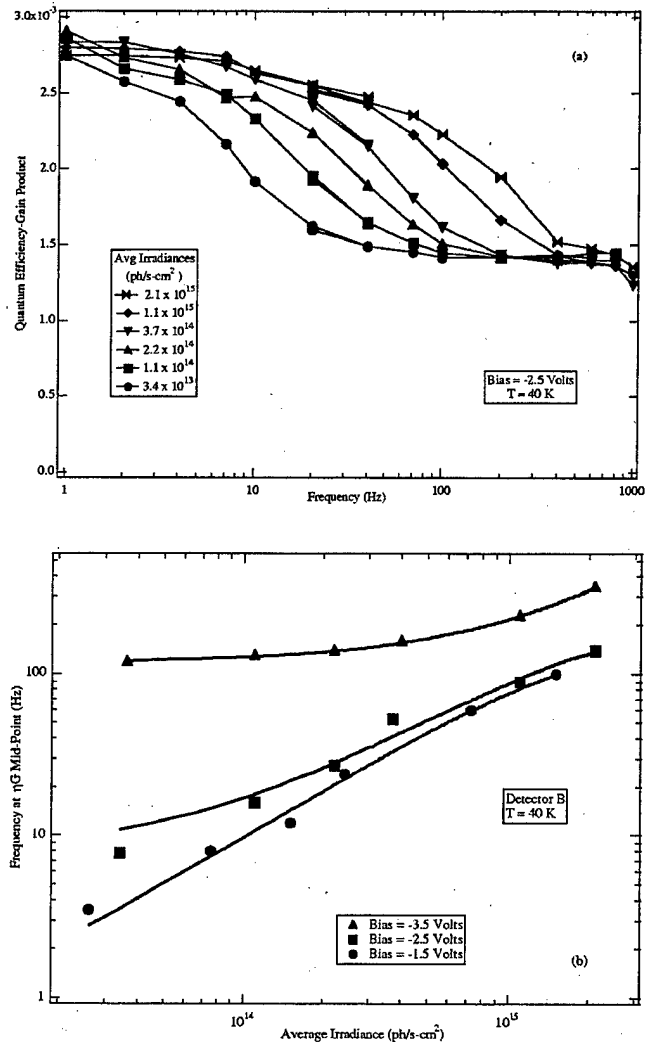 3.0x10⁻³
(a)
2.5
2.0
1.5
1.0
0.5
0.0
Quantum Efficiency-Gain Product
Avg Irradiances
(ph/s-cm²)
2.1 x 10¹⁵
1.1 x 10¹⁵
3.7 x 10¹⁴
2.2 x 10¹⁴
1.1 x 10¹⁴
3.4 x 10¹³
Bias = -2.5 Volts
T = 40 K
1 10 100 1000
Frequency (Hz)
100
10
1
Frequency at ηG Mid-Point (Hz)
Detector B
T = 40 K
Bias = -3.5 Volts
Bias = -2.5 Volts
Bias = -1.5 Volts
(b)
10¹⁴ 10¹⁵
Average Irradiance (ph/s-cm²)